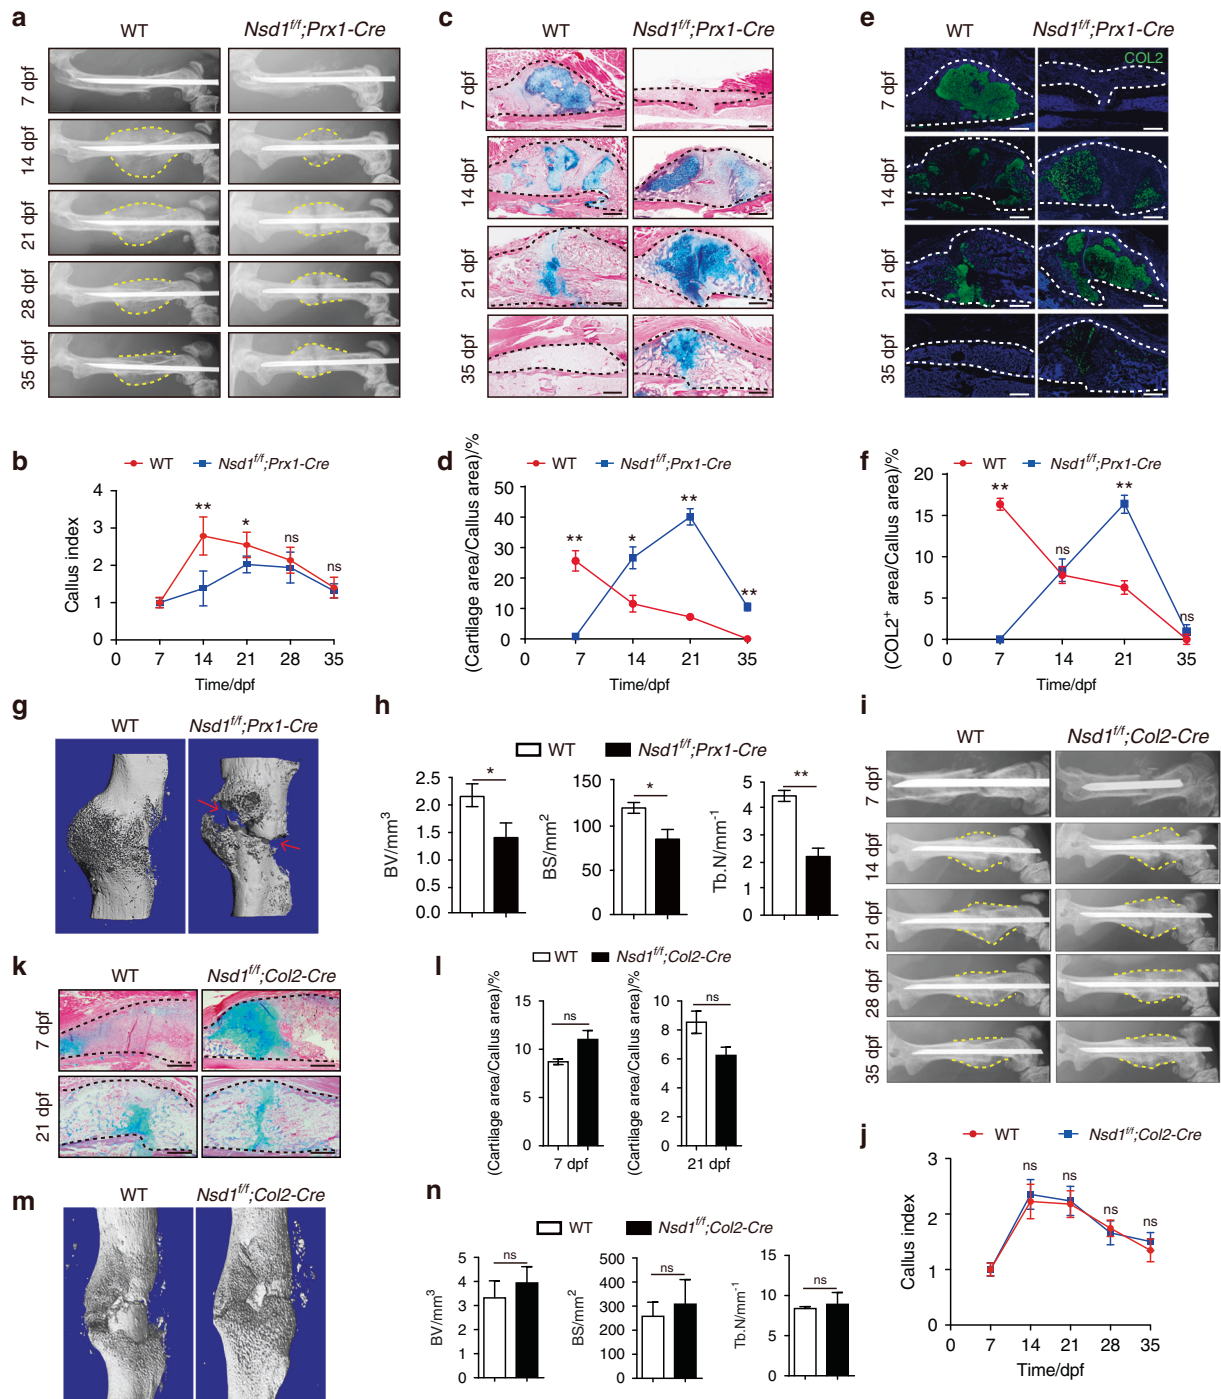 a
WT
Nsd1f/f;Prx1-Cre
7 dpf
14 dpf
21 dpf
28 dpf
35 dpf
c
WT
Nsd1f/f;Prx1-Cre
7 dpf
14 dpf
21 dpf
35 dpf
e
WT
Nsd1f/f;Prx1-Cre
COL2
7 dpf
14 dpf
21 dpf
35 dpf
b
WT
Nsd1f/f;Prx1-Cre
Callus index
4
3
2
1
0
**
*
ns
ns
0 7 14 21 28 35
Time/dpf
d
WT
Nsd1f/f;Prx1-Cre
(Cartilage area/Callus area)/%
50
40
30
20
10
0
**
*
**
**
0 7 14 21 35
Time/dpf
f
WT
Nsd1f/f;Prx1-Cre
(COL2+ area/Callus area)/%
20
15
10
5
0
**
ns
**
ns
0 7 14 21 35
Time/dpf
g
WT
Nsd1f/f;Prx1-Cre
h
WT
Nsd1f/f;Prx1-Cre
BV/mm3
2.5
2.0
1.5
1.0
0.5
0.0
*
BS/mm2
150
100
50
0
*
Tb.N/mm-1
5
4
3
2
1
0
**
i
WT
Nsd1f/f;Col2-Cre
7 dpf
14 dpf
21 dpf
28 dpf
35 dpf
k
WT
Nsd1f/f;Col2-Cre
7 dpf
21 dpf
l
WT
Nsd1f/f;Col2-Cre
(Cartilage area/Callus area)/%
15
10
5
0
ns
7 dpf
(Cartilage area/Callus area)/%
10
8
6
4
2
0
ns
21 dpf
j
WT
Nsd1f/f;Col2-Cre
Callus index
3
2
1
0
ns
ns
ns
ns
0 7 14 21 28 35
Time/dpf
m
WT
Nsd1f/f;Col2-Cre
n
WT
Nsd1f/f;Col2-Cre
BV/mm3
5
4
3
2
1
0
ns
BS/mm2
500
400
300
200
100
0
ns
Tb.N/mm-1
15
10
5
0
ns